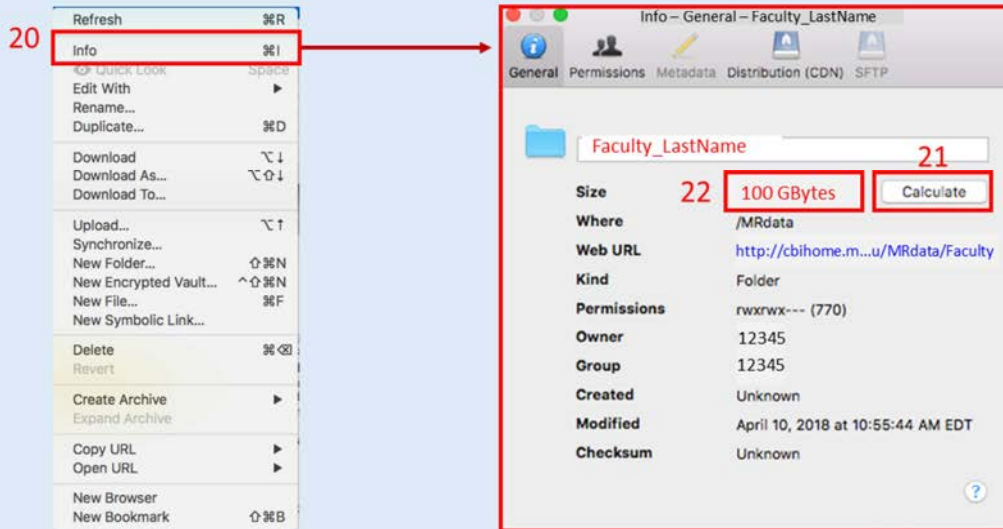 20
Refresh ⌘R
Info ⌘I
Quick Look Space
Edit With ▶
Rename...
Duplicate... ⌘D
Download ⌥↓
Download As... ⌥⇧↓
Download To...
Upload... ⌥↑
Synchronize...
New Folder... ⇧⌘N
New Encrypted Vault... ^⇧⌘N
New File... ⌘F
New Symbolic Link...
Delete ⌘⌫
Revert
Create Archive ▶
Expand Archive
Copy URL ▶
Open URL ▶
New Browser
New Bookmark ⇧⌘B
Info – General – Faculty_LastName
General Permissions Metadata Distribution (CDN) SFTP
Faculty_LastName
21
Size 22 100 GBytes Calculate
Where /MRdata
Web URL http://cbihome.m...u/MRdata/Faculty
Kind Folder
Permissions rwxrwx--- (770)
Owner 12345
Group 12345
Created Unknown
Modified April 10, 2018 at 10:55:44 AM EDT
Checksum Unknown
?